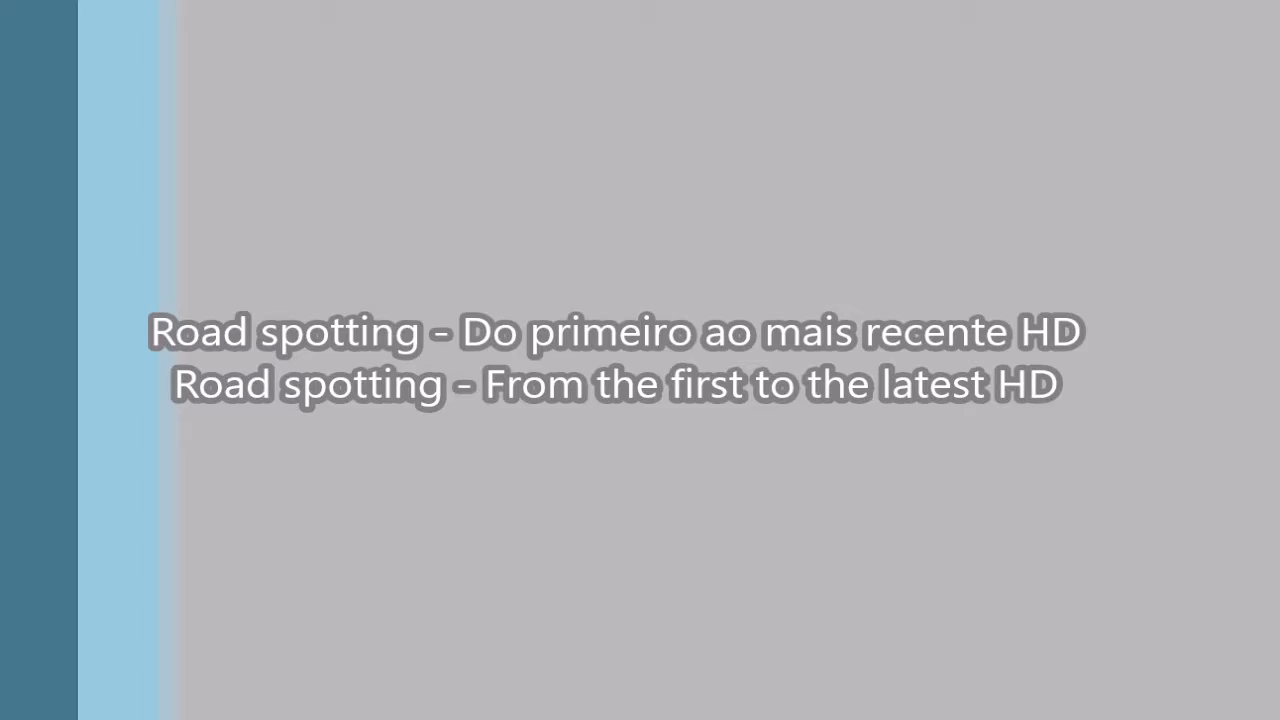 Road spotting - Do primeiro ao mais recente HD
Road spotting - From the first to the latest HD